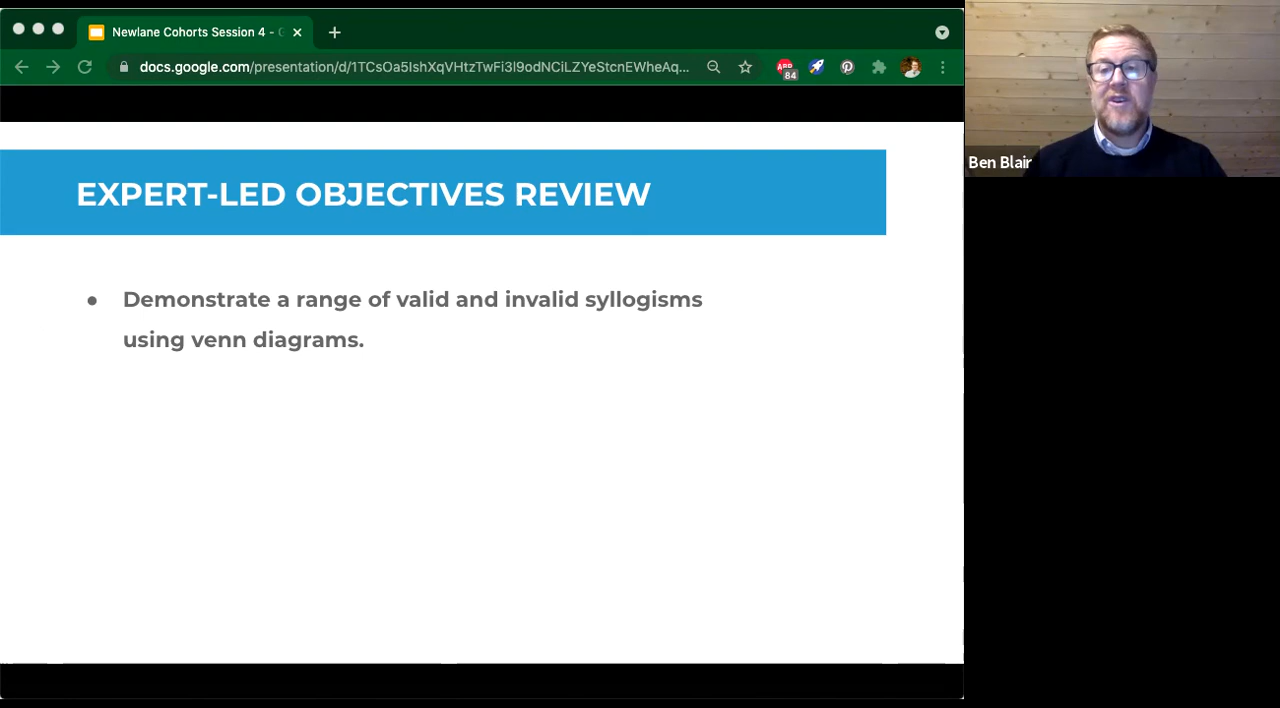 Newlane Cohorts Session 4 -
docs.google.com/presentation/d/1TCsOa5IshXqVHtzTwFi3l9odNCiLZYeStcnEWheAq...
84
Ben Blair
EXPERT-LED OBJECTIVES REVIEW
● Demonstrate a range of valid and invalid syllogisms
using venn diagrams.